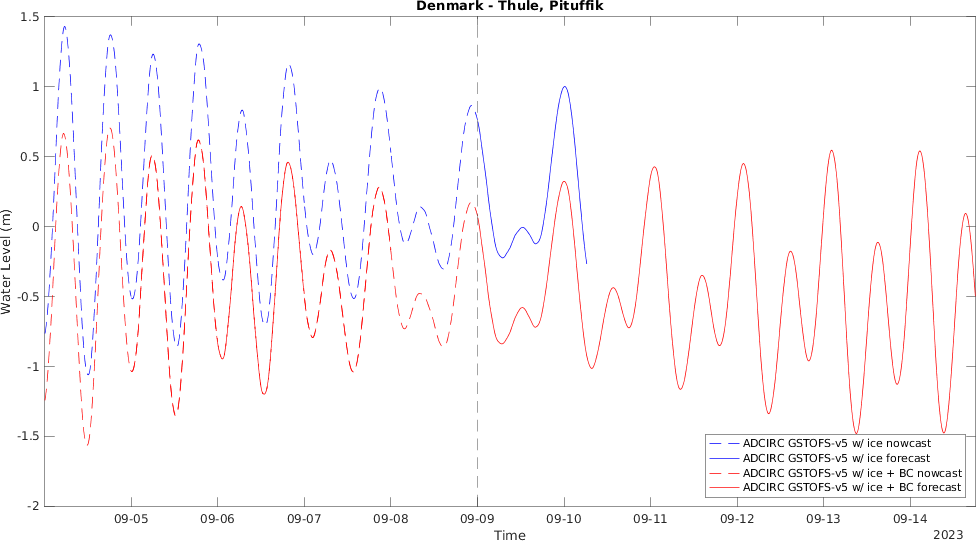 Denmark - Thule, Pituffik
1.5
1
0.5
0
-0.5
-1
-1.5
-2
Water Level (m)
ADCIRC GSTOFS-v5 w/ ice nowcast
ADCIRC GSTOFS-v5 w/ ice forecast
ADCIRC GSTOFS-v5 w/ ice + BC nowcast
ADCIRC GSTOFS-v5 w/ ice + BC forecast
09-05 09-06 09-07 09-08 09-09 09-10 09-11 09-12 09-13 09-14
Time
2023